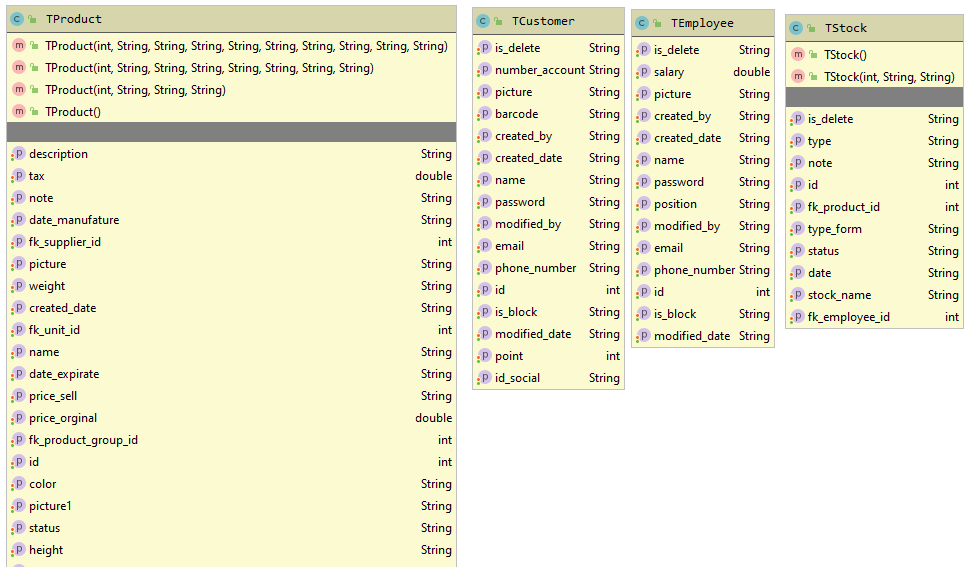 C TProduct
m TProduct(int, String, String, String, String, String, String, String, String, String)
m TProduct(int, String, String, String, String, String, String, String)
m TProduct(int, String, String, String)
m TProduct()
p description String
p tax double
p note String
p date_manufature String
p fk_supplier_id int
p picture String
p weight String
p created_date String
p fk_unit_id int
p name String
p date_expirate String
p price_sell String
p price_orginal double
p fk_product_group_id int
p id int
p color String
p picture1 String
p status String
p height String
C TCustomer
p is_delete String
p number_account String
p picture String
p barcode String
p created_by String
p created_date String
p name String
p password String
p modified_by String
p email String
p phone_number String
p id int
p is_block String
p modified_date String
p point int
p id_social String
C TEmployee
p is_delete String
p salary double
p picture String
p created_by String
p created_date String
p name String
p password String
p position String
p modified_by String
p email String
p phone_number String
p id int
p is_block String
p modified_date String
C TStock
m TStock()
m TStock(int, String, String)
p is_delete String
p type String
p note String
p id int
p fk_product_id int
p type_form String
p status String
p date String
p stock_name String
p fk_employee_id int